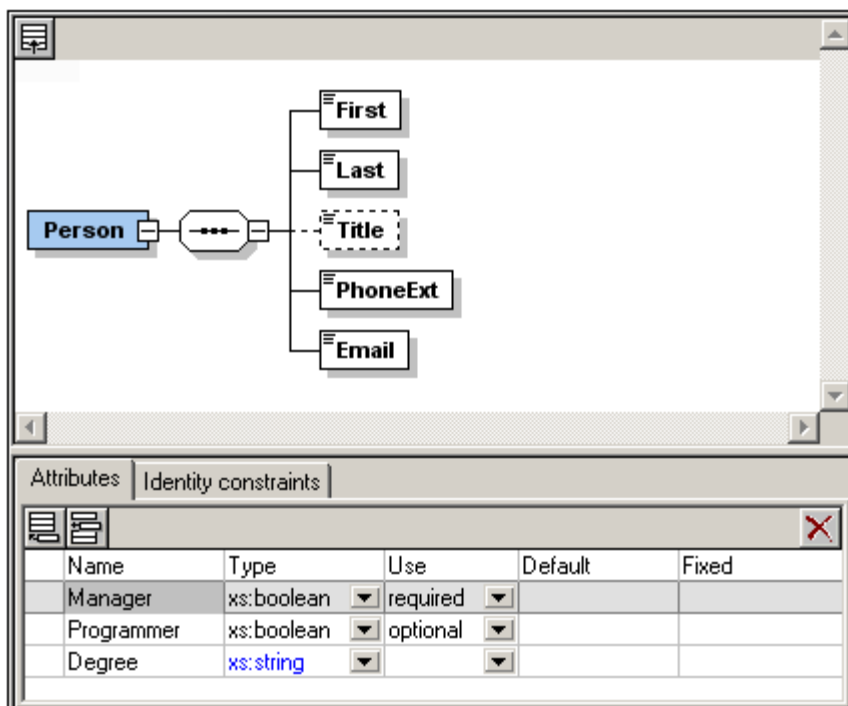 First
Last
Person
Title
PhoneExt
Email
Attributes Identity constraints
Name Type Use Default Fixed
Manager xs:boolean required
Programmer xs:boolean optional
Degree xs:string